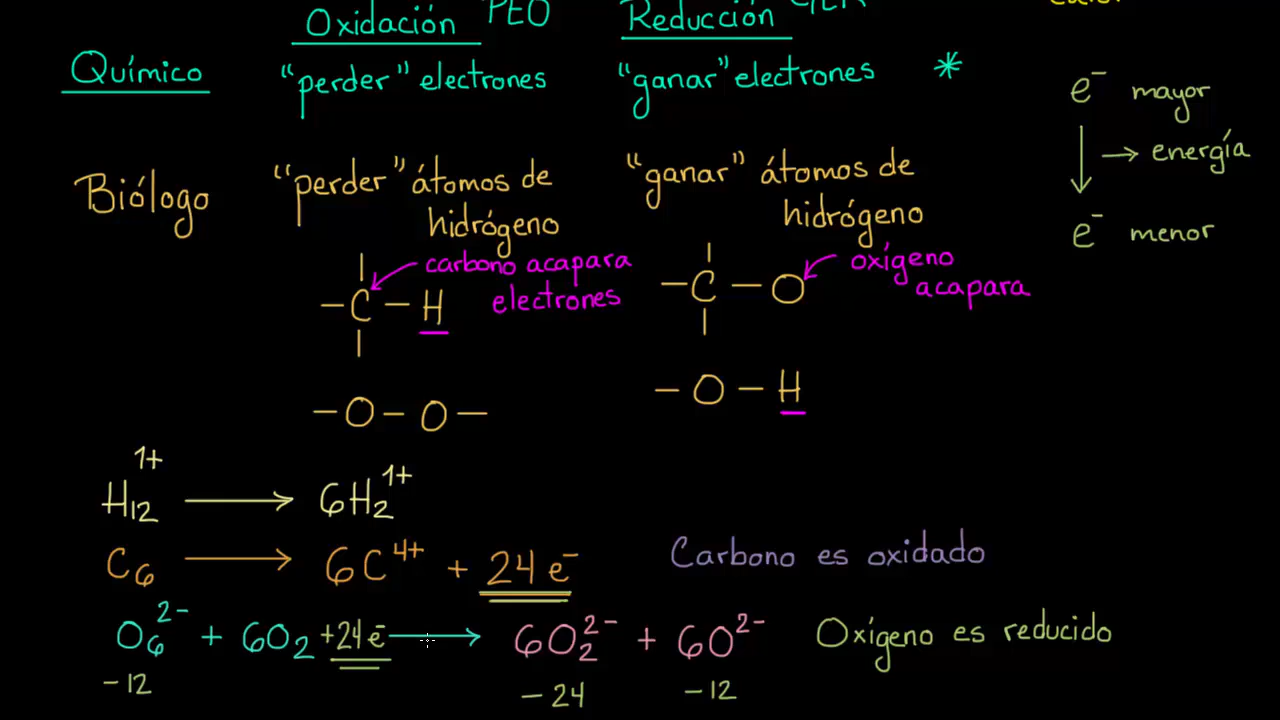 Oxidación PEO Reducción
Químico "perder" electrones "ganar" electrones *
e⁻ mayor
→ energía
e⁻ menor
Biólogo "perder" átomos de hidrógeno
"ganar" átomos de hidrógeno
carbono acapara electrones
– C – H
oxígeno acapara
– C – O
– O – O –
– O – H
H₁₂¹⁺ → 6H₂¹⁺
C₆ → 6C⁴⁺ + 24 e⁻ Carbono es oxidado
O₆²⁻ + 6O₂ + 24 e⁻ → 6O₂²⁻ + 6O²⁻ Oxígeno es reducido
-12 -24 -12